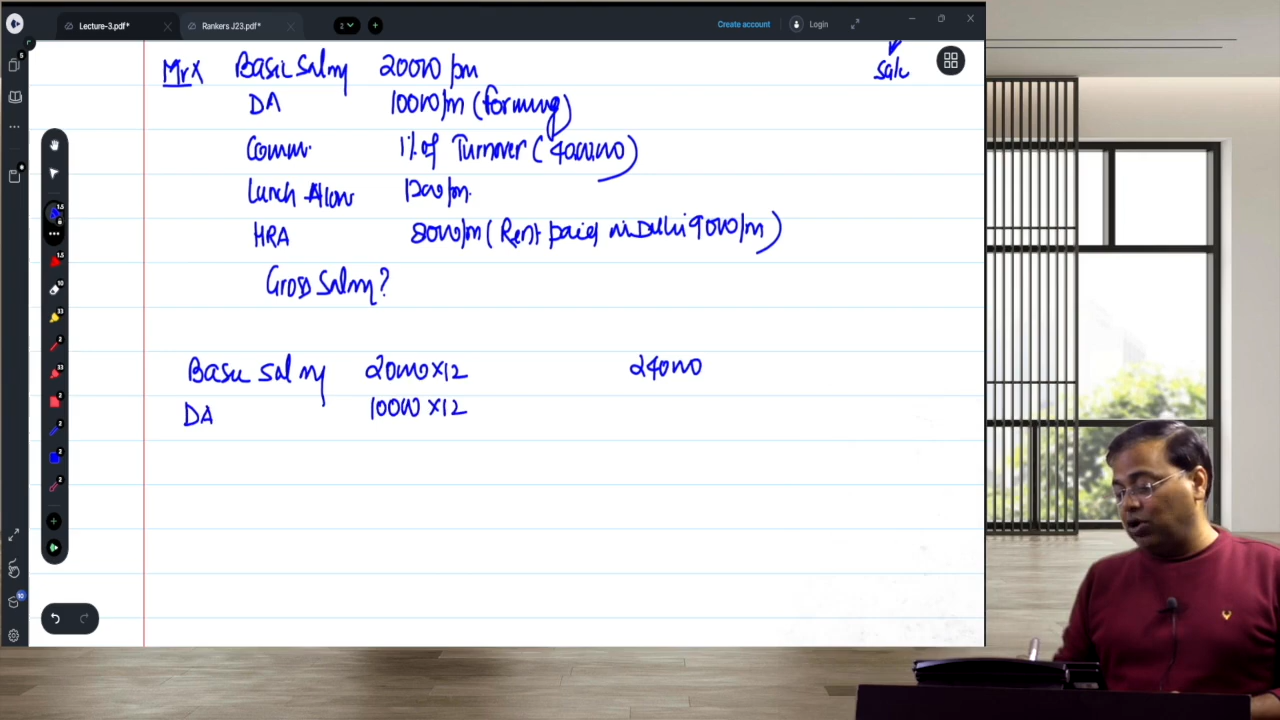 Lecture-3.pdf*
Rankers J23.pdf*
2
Create account
Login
Mr X Basic Salary 20000 pm
sale
DA 10000/m (forming)
Comm. 1% of Turnover (4000000)
Lunch Allow 1200/m.
HRA 8000/m (Rent paid in Delhi 9000/m)
Gross Salary?
Basic Salary 20000×12 240000
DA 10000×12